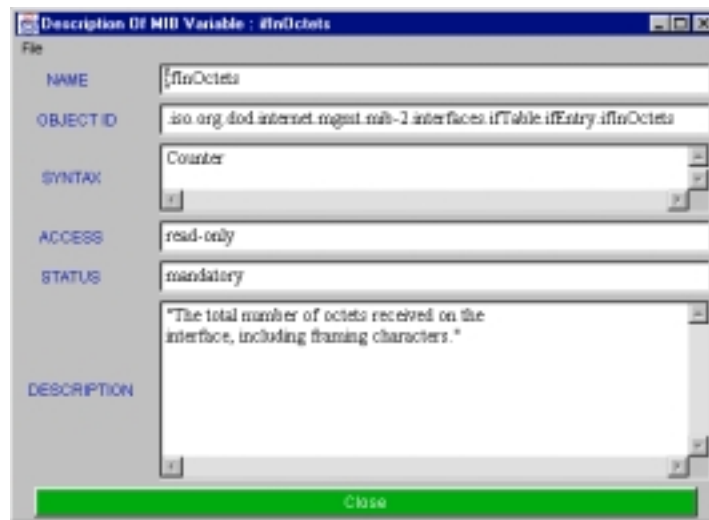 Description Of MIB Variable : ifInOctets
File
NAME
ifInOctets
OBJECT ID
.iso.org.dod.internet.mgmt.mib-2.interfaces.ifTable.ifEntry.ifInOctets
SYNTAX
Counter
ACCESS
read-only
STATUS
mandatory
DESCRIPTION
"The total number of octets received on the
interface, including framing characters."
Close